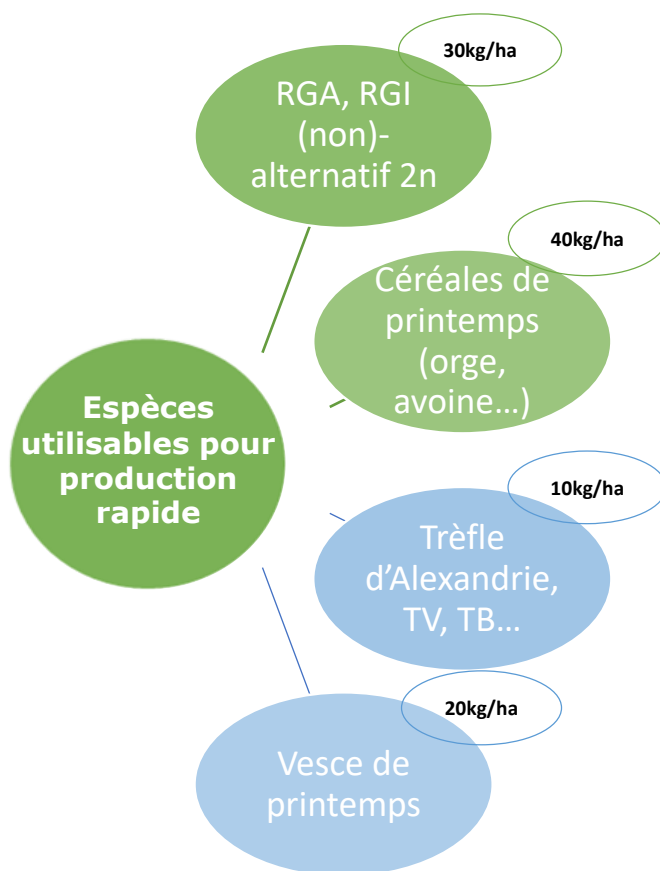 30kg/ha
RGA, RGI
(non)-
alternatif 2n
40kg/ha
Céréales de
printemps
(orge,
avoine...)
Espèces
utilisables pour
production
rapide
10kg/ha
Trèfle
d’Alexandrie,
TV, TB...
20kg/ha
Vesce de
printemps